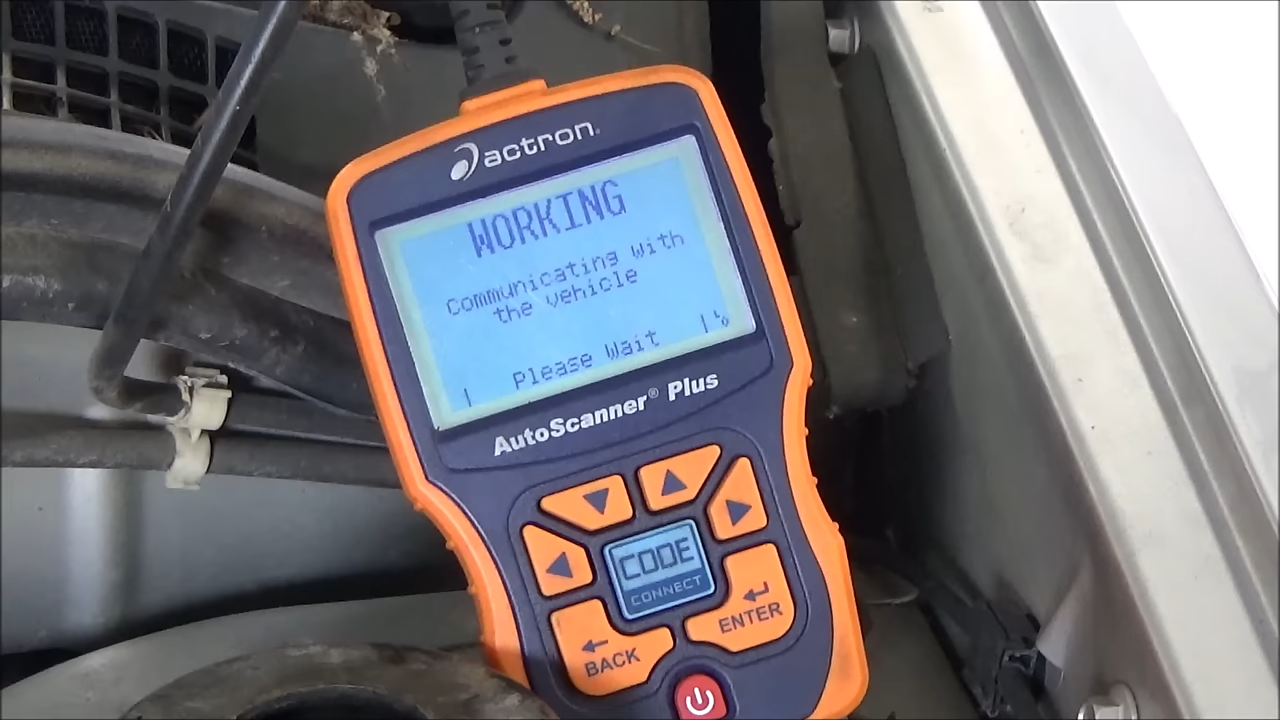 actron
WORKING
Communicating with
the vehicle
Please Wait
AutoScanner® Plus
CODE
CONNECT
ENTER
BACK